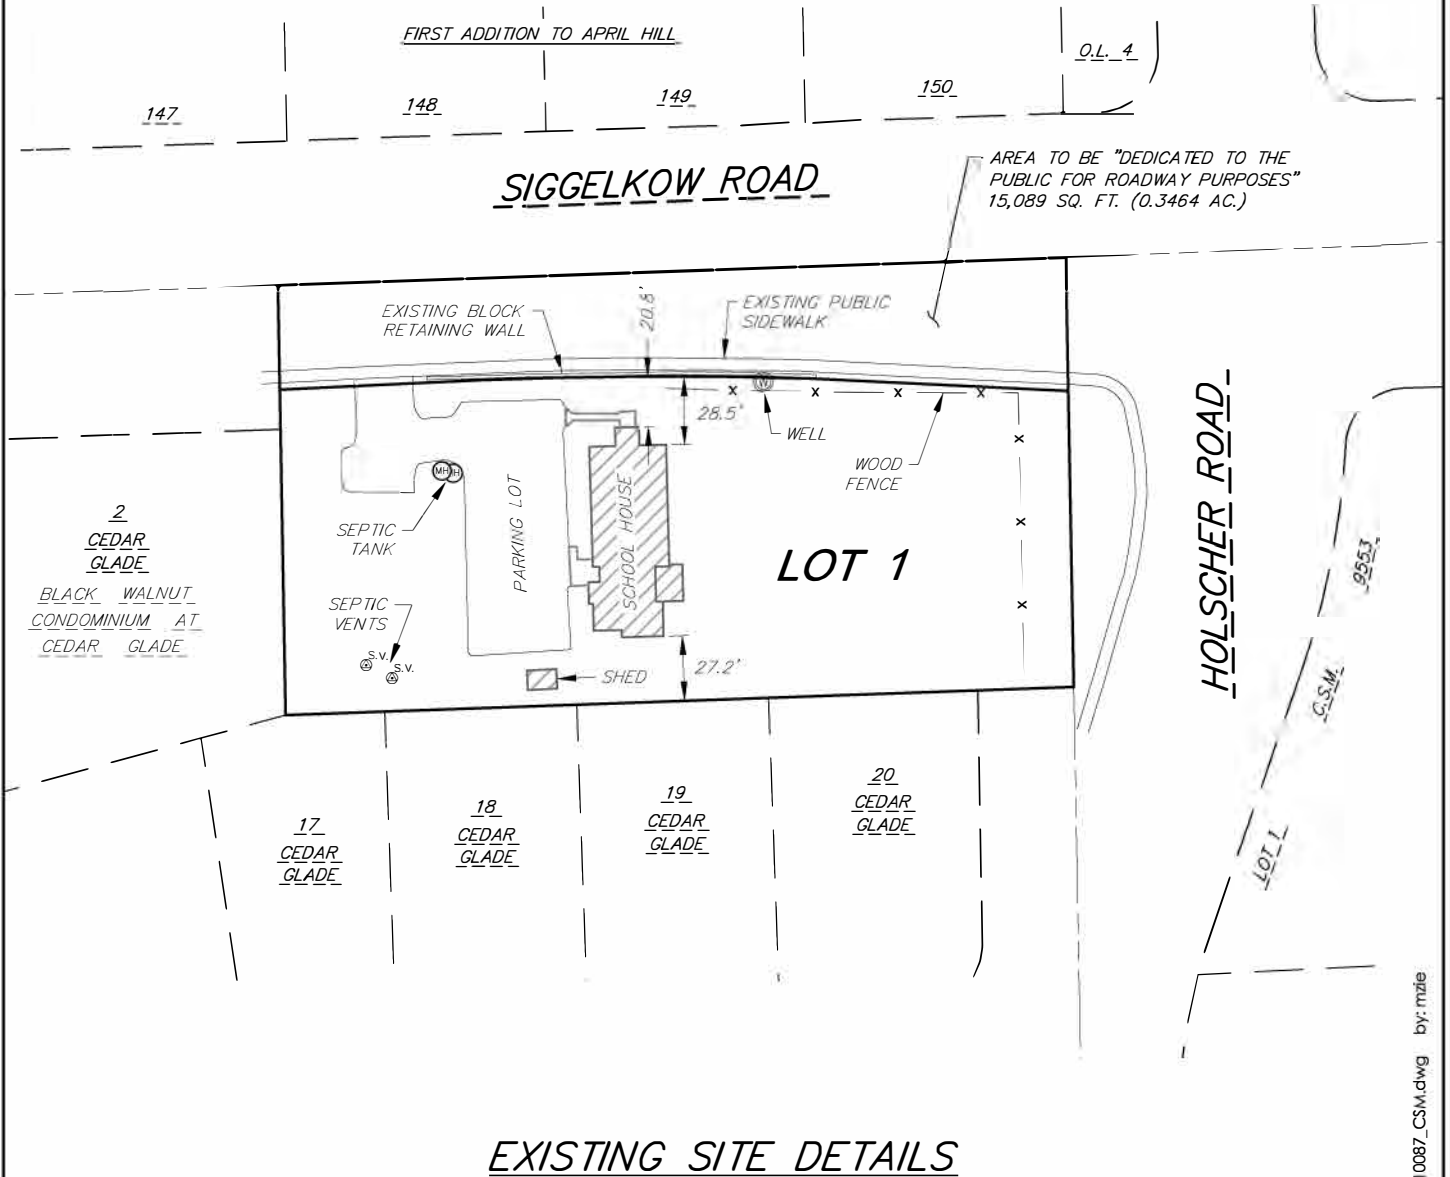 FIRST ADDITION TO APRIL HILL
O.L. 4
147
148
149
150
SIGGELKOW ROAD
AREA TO BE "DEDICATED TO THE
PUBLIC FOR ROADWAY PURPOSES"
15,089 SQ. FT. (0.3464 AC.)
EXISTING BLOCK
RETAINING WALL
20.8'
EXISTING PUBLIC
SIDEWALK
28.5'
W
WELL
WOOD
FENCE
X
X
X
X
X
X
X
HOLSCHER ROAD
MH
SEPTIC
TANK
PARKING LOT
SCHOOL HOUSE
LOT 1
2
CEDAR
GLADE
BLACK WALNUT
CONDOMINIUM AT
CEDAR GLADE
SEPTIC
VENTS
S.V.
S.V.
SHED
27.2'
9553
C.S.M.
LOT 1
17
CEDAR
GLADE
18
CEDAR
GLADE
19
CEDAR
GLADE
20
CEDAR
GLADE
EXISTING SITE DETAILS
10087_CSM.dwg by: mzie